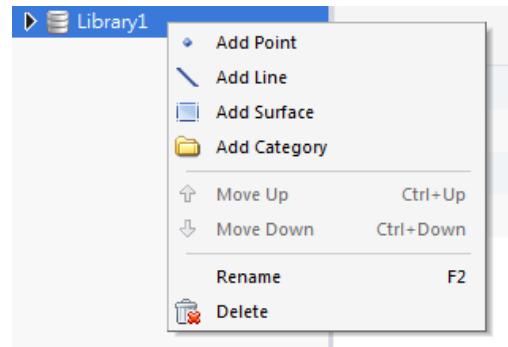 Library1
Add Point
Add Line
Add Surface
Add Category
Move Up Ctrl+Up
Move Down Ctrl+Down
Rename F2
Delete